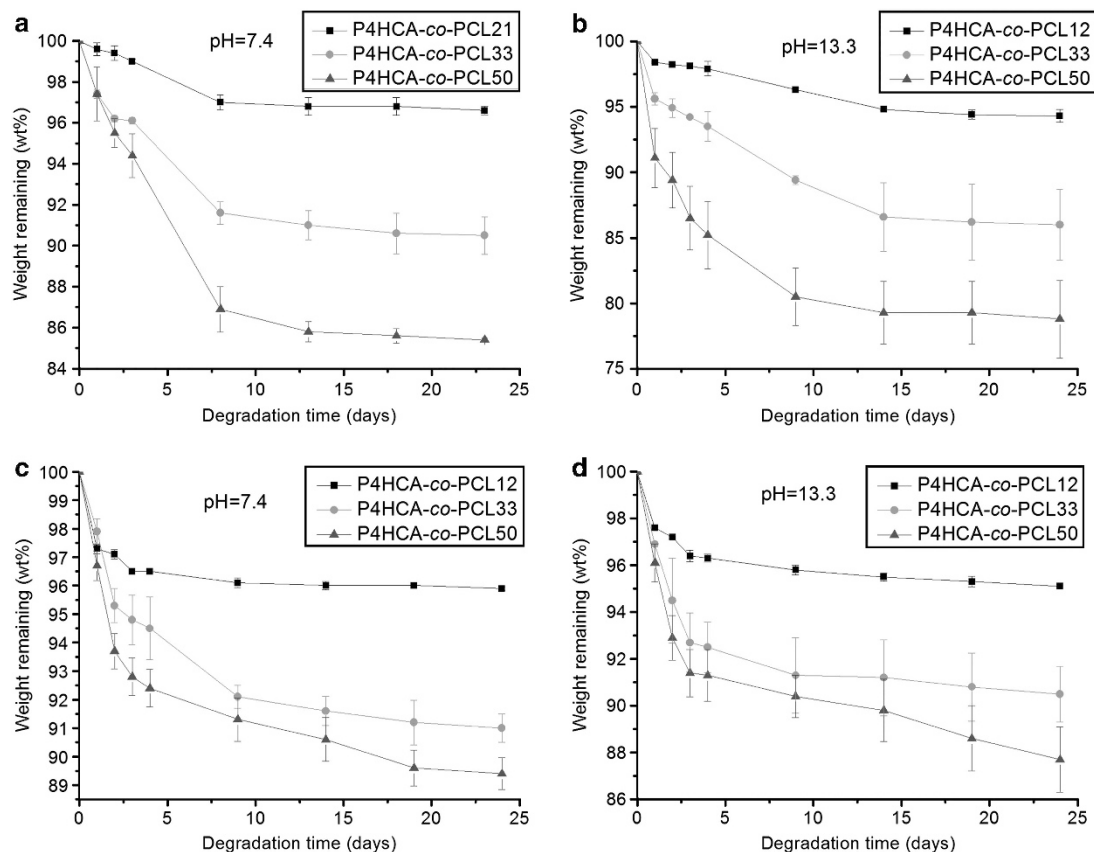 a
pH=7.4
P4HCA-co-PCL21
P4HCA-co-PCL33
P4HCA-co-PCL50
100
98
96
94
92
90
88
86
84
Weight remaining (wt%)
0 5 10 15 20 25
Degradation time (days)
b
pH=13.3
P4HCA-co-PCL12
P4HCA-co-PCL33
P4HCA-co-PCL50
100
95
90
85
80
75
Weight remaining (wt%)
0 5 10 15 20 25
Degradation time (days)
c
pH=7.4
P4HCA-co-PCL12
P4HCA-co-PCL33
P4HCA-co-PCL50
100
99
98
97
96
95
94
93
92
91
90
89
Weight remaining (wt%)
0 5 10 15 20 25
Degradation time (days)
d
pH=13.3
P4HCA-co-PCL12
P4HCA-co-PCL33
P4HCA-co-PCL50
100
98
96
94
92
90
88
86
Weight remaining (wt%)
0 5 10 15 20 25
Degradation time (days)